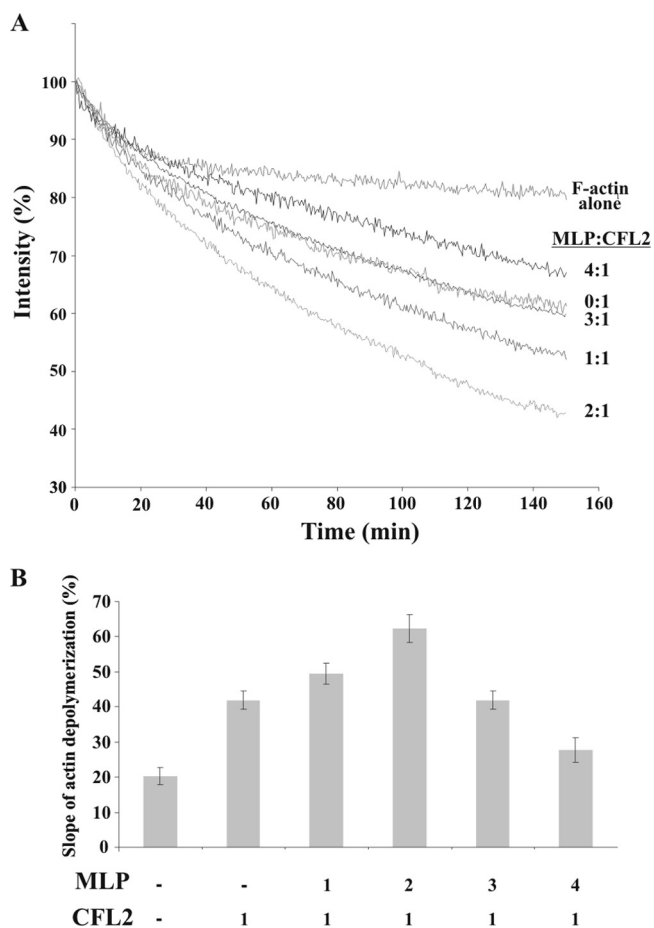 A
Intensity (%)
100
90
80
70
60
50
40
30
0 20 40 60 80 100 120 140 160
Time (min)
F-actin
alone
MLP:CFL2
4:1
0:1
3:1
1:1
2:1
B
Slope of actin depolymerization (%)
70
60
50
40
30
20
10
0
MLP - - 1 2 3 4
CFL2 - 1 1 1 1 1